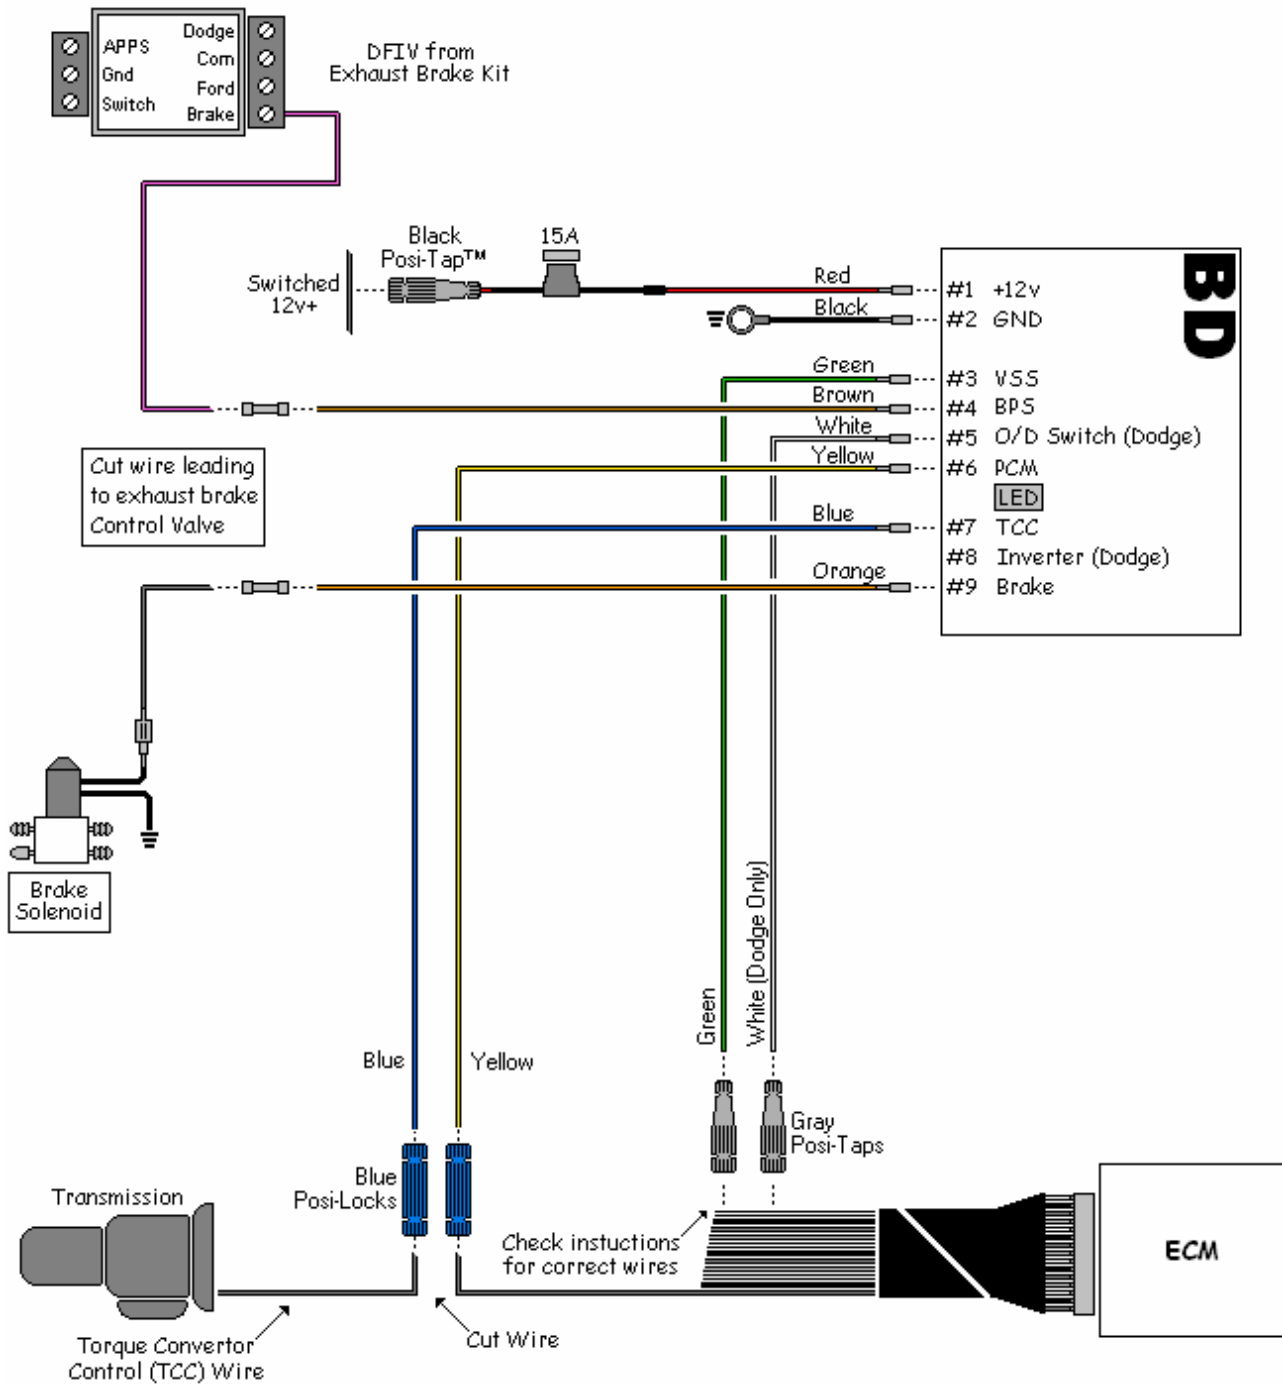 APPS
Gnd
Switch
Dodge
Com
Ford
Brake
DFIV from
Exhaust Brake Kit
Switched
12v+
Black
Posi-Tap™
15A
Red
Black
Green
Brown
White
Yellow
Blue
Orange
BD
#1 +12v
#2 GND
#3 VSS
#4 BPS
#5 O/D Switch (Dodge)
#6 PCM
LED
#7 TCC
#8 Inverter (Dodge)
#9 Brake
Cut wire leading
to exhaust brake
Control Valve
Brake
Solenoid
Blue
Yellow
Green
White (Dodge Only)
Gray
Posi-Taps
Blue
Posi-Locks
Transmission
Check instuctions
for correct wires
ECM
Cut Wire
Torque Convertor
Control (TCC) Wire